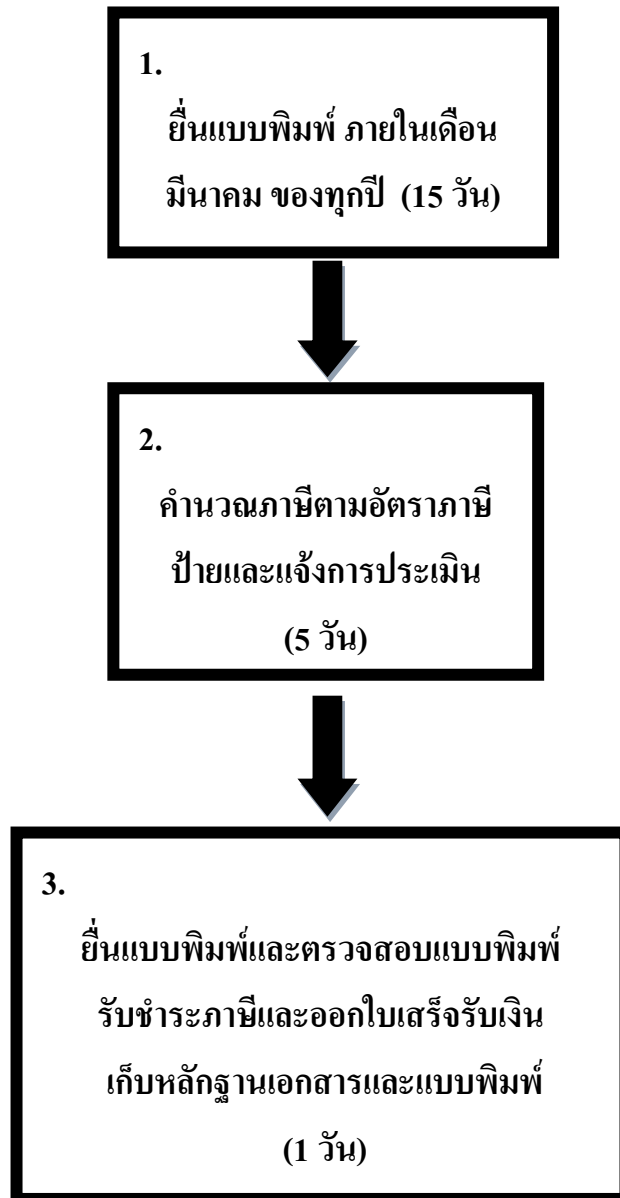 1.
ยื่นแบบพิมพ์ ภายในเดือน
มีนาคม ของทุกปี (15 วัน)
2.
คำนวณภาษีตามอัตราภาษี
ป้ายและแจ้งการประเมิน
(5 วัน)
3.
ยื่นแบบพิมพ์และตรวจสอบแบบพิมพ์
รับชำระภาษีและออกใบเสร็จรับเงิน
เก็บหลักฐานเอกสารและแบบพิมพ์
(1 วัน)